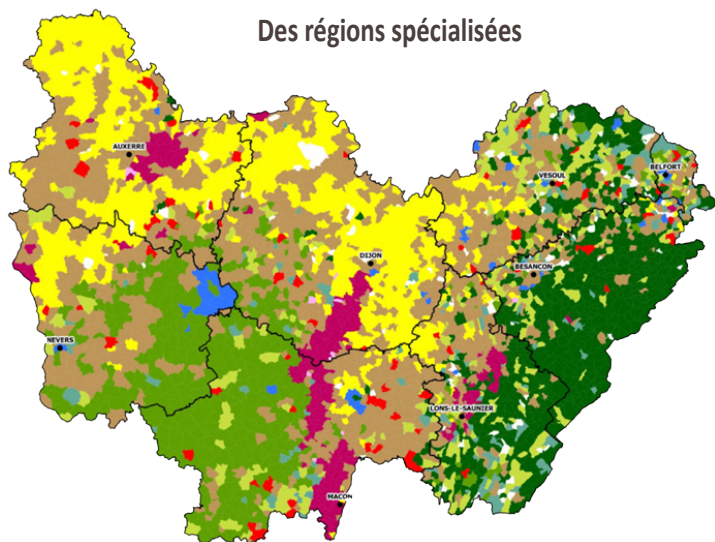 Des régions spécialisées
AUXERRE
VESOUL
BELFORT
DIJON
BESANCON
NEVERS
LONS-LE-SAUNIER
MACON